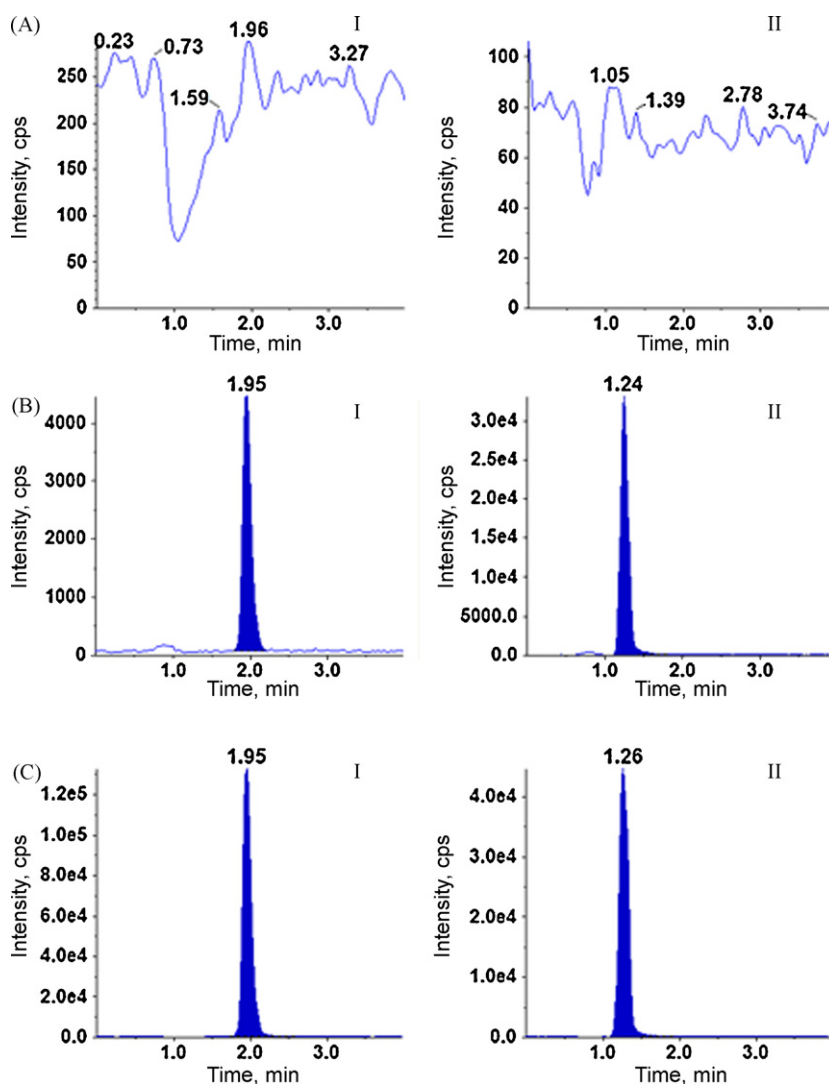 (A)
I
0.23
0.73
1.59
1.96
3.27
250
200
150
100
50
0
Intensity, cps
1.0 2.0 3.0
Time, min
II
1.05
1.39
2.78
3.74
100
80
60
40
20
0
Intensity, cps
1.0 2.0 3.0
Time, min
(B)
I
1.95
4000
3000
2000
1000
0
Intensity, cps
1.0 2.0 3.0
Time, min
II
1.24
3.0e4
2.5e4
2.0e4
1.5e4
1.0e4
5000.0
0.0
Intensity, cps
1.0 2.0 3.0
Time, min
(C)
I
1.95
1.2e5
1.0e5
8.0e4
6.0e4
4.0e4
2.0e4
0.0
Intensity, cps
1.0 2.0 3.0
Time, min
II
1.26
4.0e4
3.0e4
2.0e4
1.0e4
0.0
Intensity, cps
1.0 2.0 3.0
Time, min